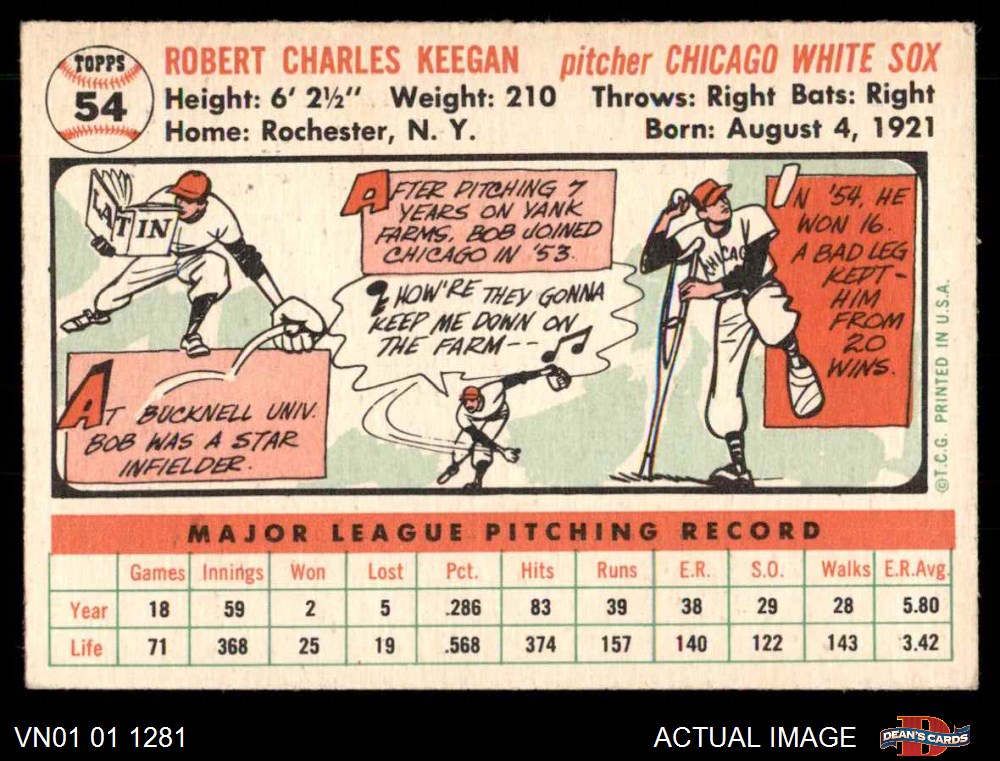 TOPPS
54
ROBERT CHARLES KEEGAN pitcher CHICAGO WHITE SOX
Height: 6' 2½" Weight: 210 Throws: Right Bats: Right
Home: Rochester, N. Y. Born: August 4, 1921
LATIN
AT BUCKNELL UNIV.
BOB WAS A STAR
INFIELDER.
AFTER PITCHING 7
YEARS ON YANK
FARMS, BOB JOINED
CHICAGO IN '53.
HOW'RE THEY GONNA
KEEP ME DOWN ON
THE FARM--
CHICAGO
IN '54, HE
WON 16.
A BAD LEG
KEPT-
HIM
FROM
20
WINS.
©T.C.G. PRINTED IN U.S.A.
MAJOR LEAGUE PITCHING RECORD
Games Innings Won Lost Pct. Hits Runs E.R. S.O. Walks E.R.Avg.
Year 18 59 2 5 .286 83 39 38 29 28 5.80
Life 71 368 25 19 .568 374 157 140 122 143 3.42
VN01 01 1281 ACTUAL IMAGE DEAN'S CARDS